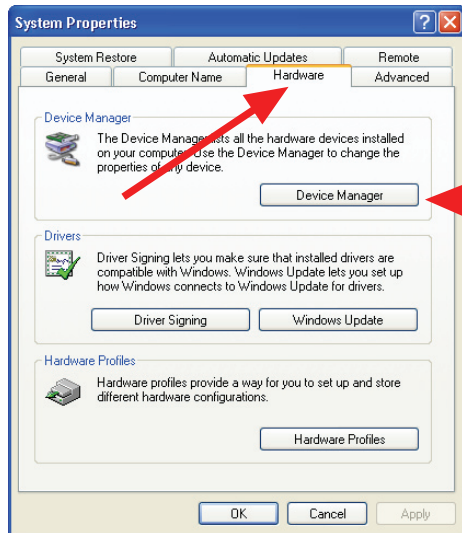 System Properties
System Restore Automatic Updates Remote
General Computer Name Hardware Advanced
Device Manager
The Device Manager lists all the hardware devices installed
on your computer. Use the Device Manager to change the
properties of any device.
Device Manager
Drivers
Driver Signing lets you make sure that installed drivers are
compatible with Windows. Windows Update lets you set up
how Windows connects to Windows Update for drivers.
Driver Signing Windows Update
Hardware Profiles
Hardware profiles provide a way for you to set up and store
different hardware configurations.
Hardware Profiles
OK Cancel Apply